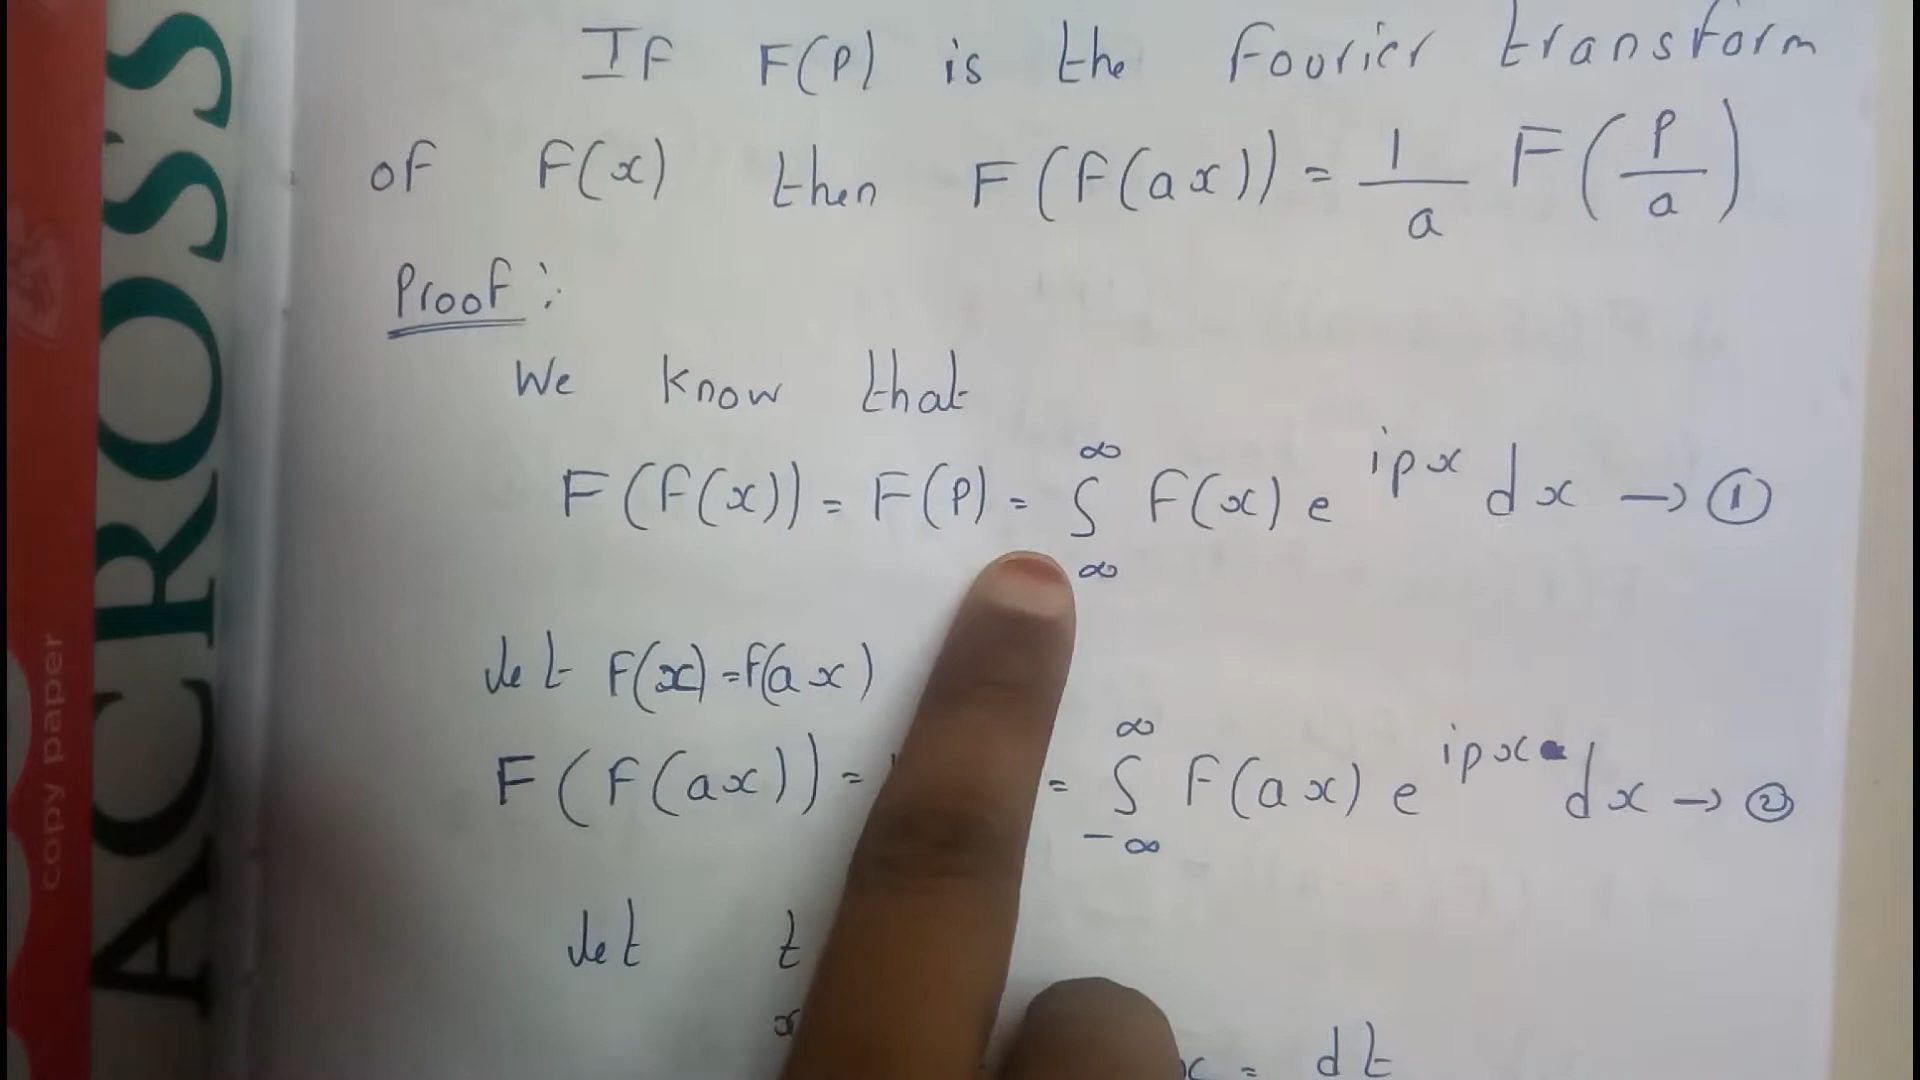 If F(p) is the Fourier transform
of f(x) then F(f(ax)) = 1/a F(p/a)
Proof:
We know that
F(f(x)) = F(p) = ∫_∞^∞ f(x) e^{ipx} dx → ①
Let f(x) = f(ax)
F(f(ax)) = = ∫_{-∞}^∞ f(ax) e^{ipx} dx → ②
Let t
x = dt
ACROSS
copy paper